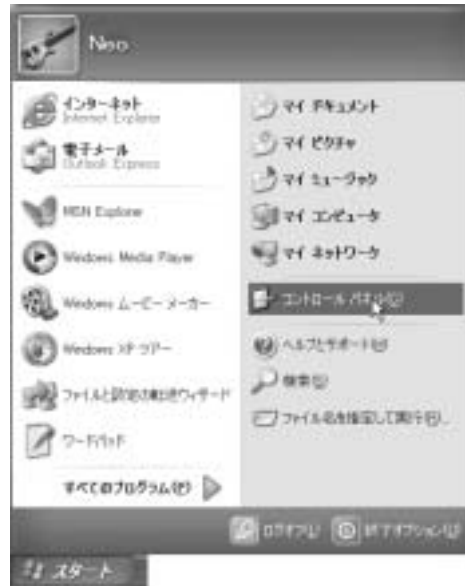 Neo
インターネット
Internet Explorer
電子メール
Outlook Express
MSN Explorer
Windows Media Player
Windows ムービー メーカー
Windows XP ツアー
ファイルと設定の転送ウィザード
ワードパッド
すべてのプログラム(P)
マイ ドキュメント
マイ ピクチャ
マイ ミュージック
マイ コンピュータ
マイ ネットワーク
コントロール パネル(C)
ヘルプとサポート(H)
検索(S)
ファイル名を指定して実行(R)...
ログオフ(L)
終了オプション(U)
スタート